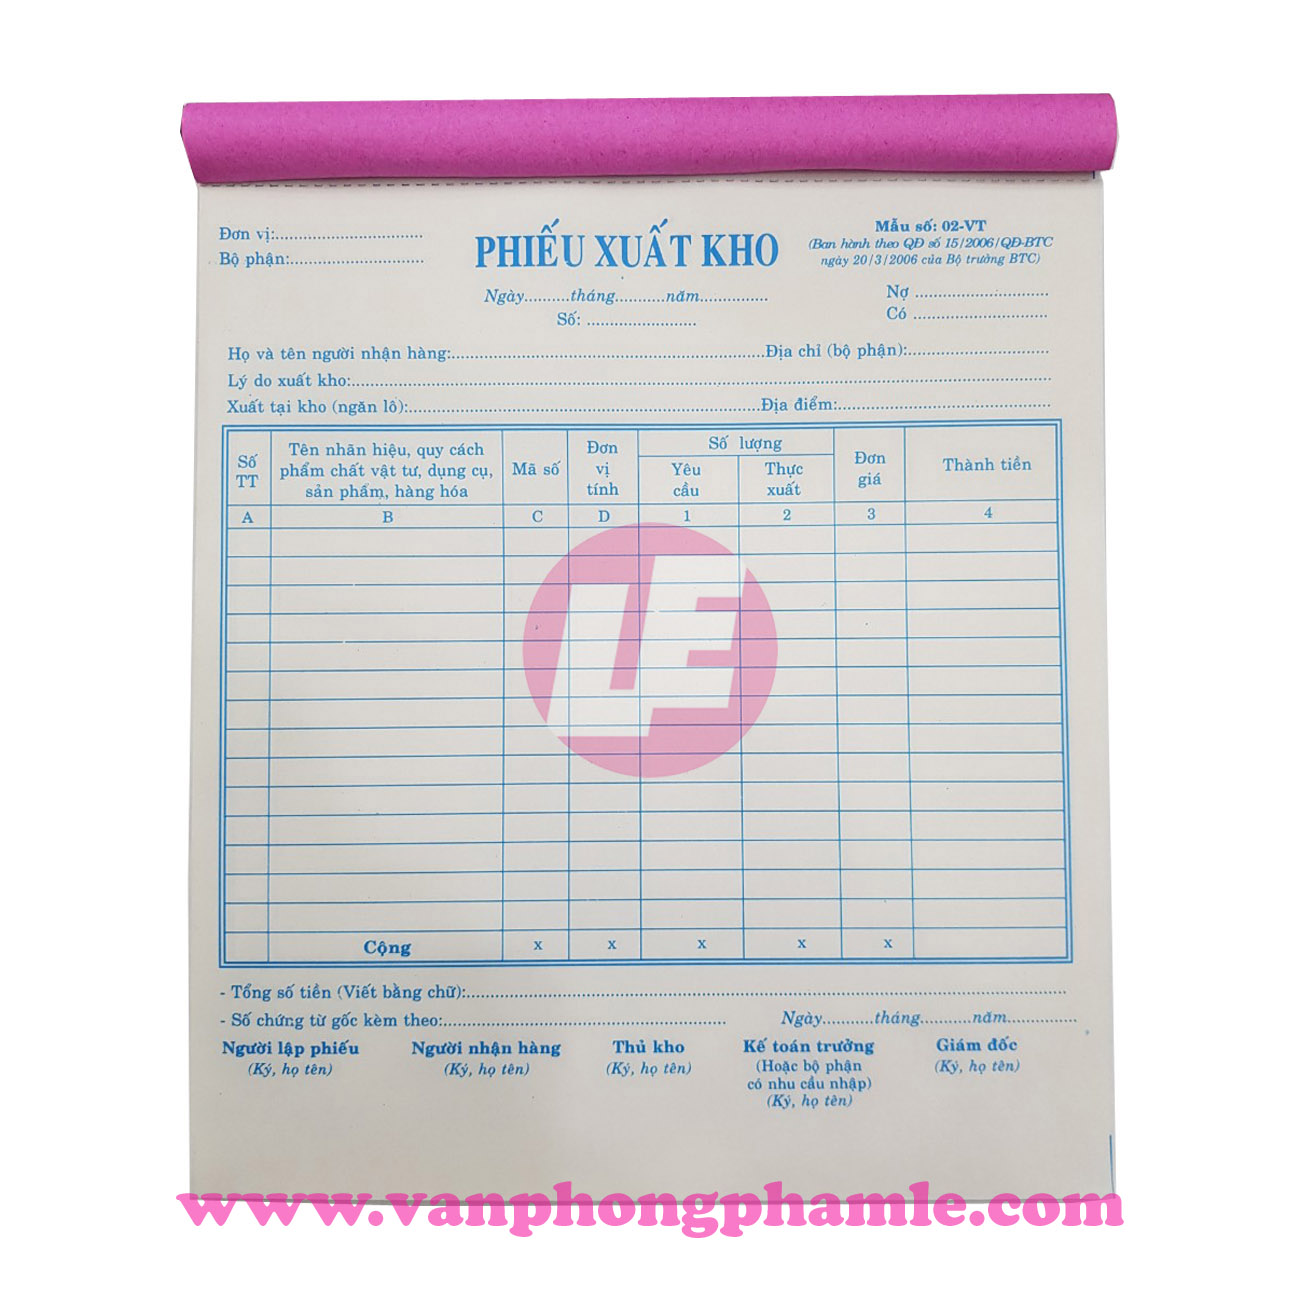 Đơn vị:..............................
Bộ phận:...........................
PHIẾU XUẤT KHO
Mẫu số: 02-VT
(Ban hành theo QĐ số 15/2006/QĐ-BTC
ngày 20/3/2006 của Bộ trưởng BTC)
Ngày.........tháng..........năm..............
Số: .......................
Nợ ...........................
Có ...........................
Họ và tên người nhận hàng:...............................................................Địa chỉ (bộ phận):............................
Lý do xuất kho:............................................................................................................................................
Xuất tại kho (ngăn lô):......................................................................Địa điểm:...........................................
Số TT
Tên nhãn hiệu, quy cách
phẩm chất vật tư, dụng cụ,
sản phẩm, hàng hóa
Mã số
Đơn
vị
tính
Số lượng
Yêu
cầu
Thực
xuất
Đơn
giá
Thành tiền
A B C D 1 2 3 4
LE
Cộng x x x x x
- Tổng số tiền (Viết bằng chữ):........................................................................................................................
- Số chứng từ gốc kèm theo:.........................................................
Ngày..........tháng..........năm..............
Người lập phiếu Người nhận hàng Thủ kho Kế toán trưởng Giám đốc
(Ký, họ tên) (Ký, họ tên) (Ký, họ tên) (Hoặc bộ phận (Ký, họ tên)
có nhu cầu nhập)
(Ký, họ tên)
www.vanphongphamle.com